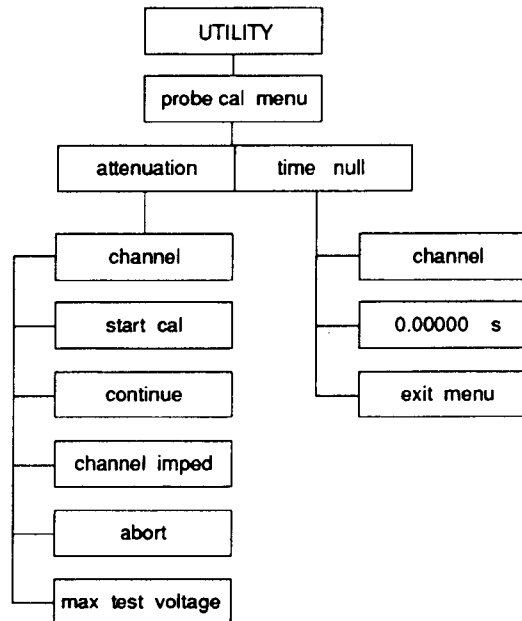 UTILITY
probe cal menu
attenuation
time null
channel
start cal
continue
channel imped
abort
max test voltage
channel
0.00000 s
exit menu